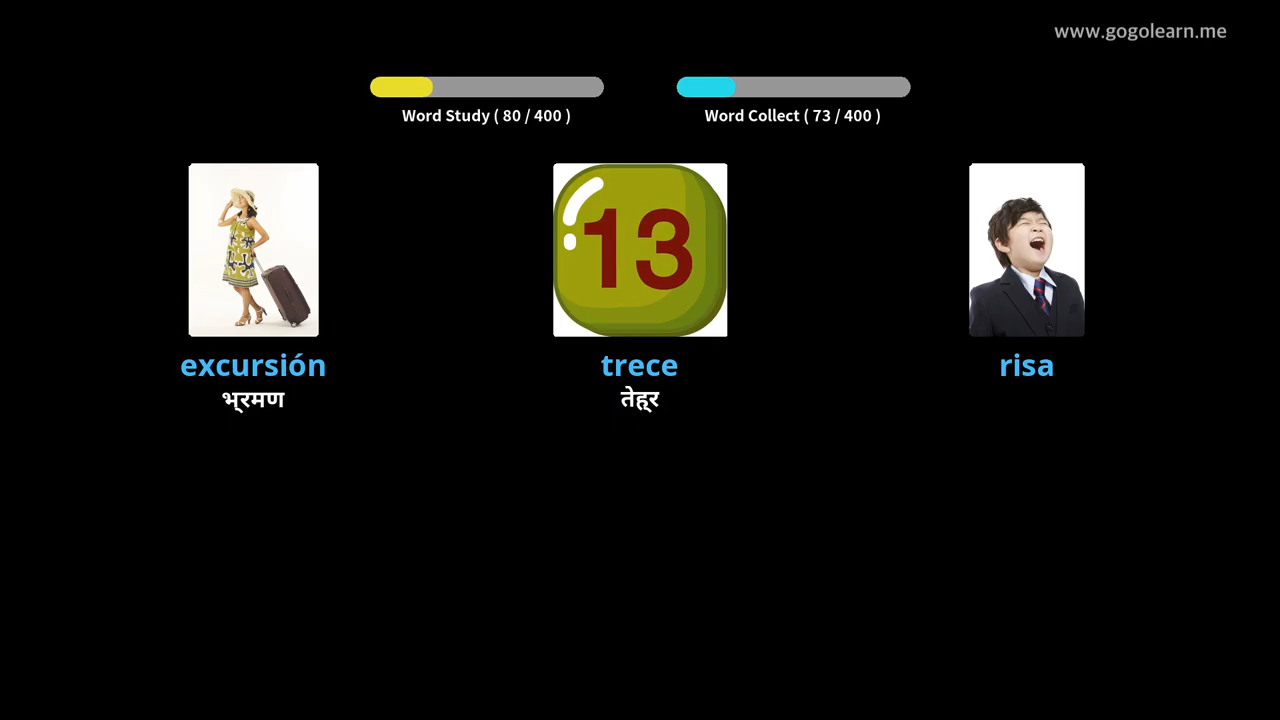 www.gogolearn.me
Word Study ( 80 / 400 )
Word Collect ( 73 / 400 )
13
excursión
trece
risa
भ्रमण
तेह्र